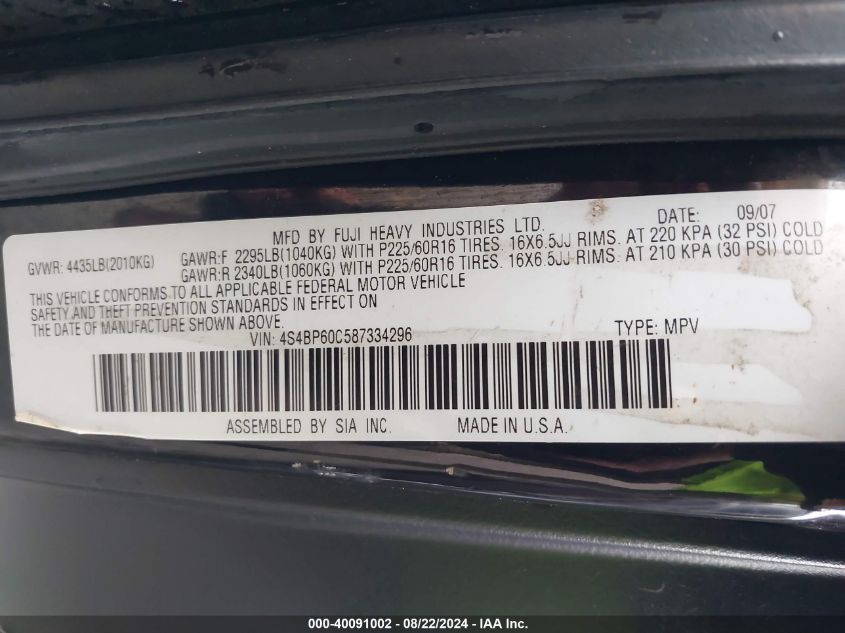 MFD BY FUJI HEAVY INDUSTRIES LTD. DATE: 09/07
GVWR: 4435LB(2010KG) GAWR:F 2295LB(1040KG) WITH P225/60R16 TIRES. 16X6.5JJ RIMS. AT 220 KPA (32 PSI) COLD
GAWR:R 2340LB(1060KG) WITH P225/60R16 TIRES. 16X6.5JJ RIMS. AT 210 KPA (30 PSI) COLD
THIS VEHICLE CONFORMS TO ALL APPLICABLE FEDERAL MOTOR VEHICLE
SAFETY AND THEFT PREVENTION STANDARDS IN EFFECT ON
THE DATE OF MANUFACTURE SHOWN ABOVE.
VIN: 4S4BP60C587334296 TYPE: MPV
ASSEMBLED BY SIA INC. MADE IN U.S.A.
000-40091002 - 08/22/2024 - IAA Inc.